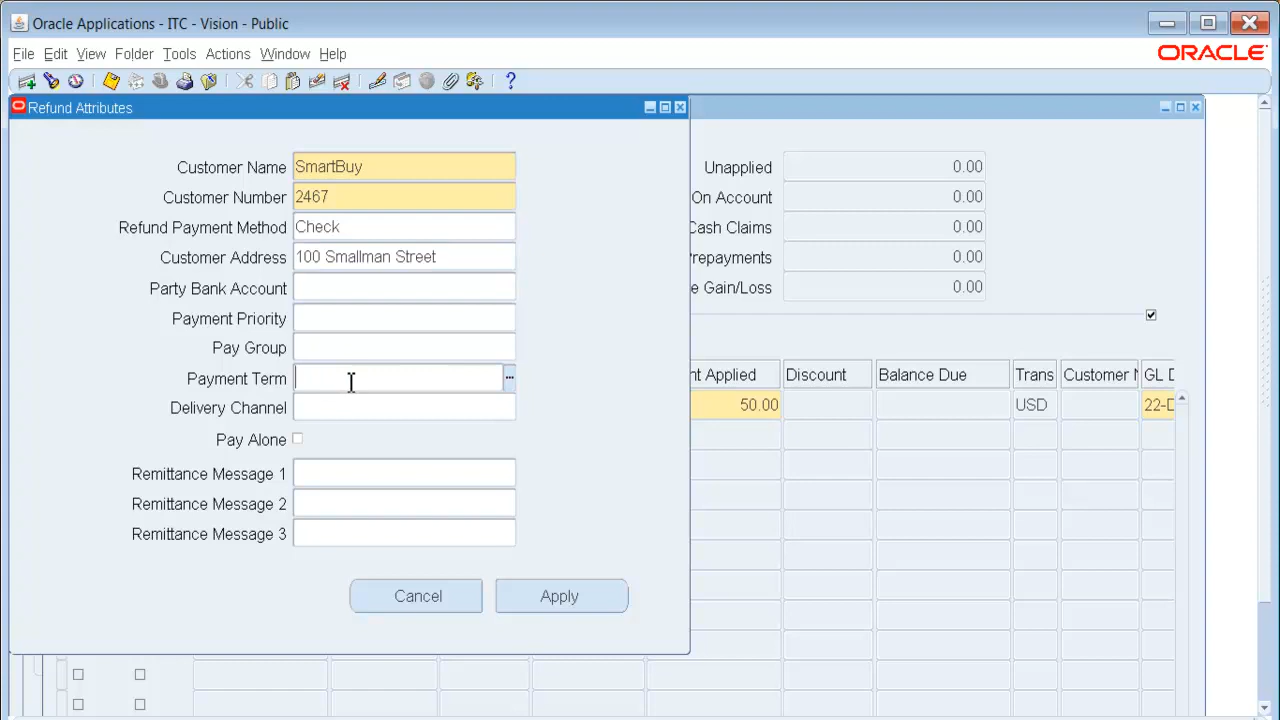 Oracle Applications - ITC - Vision - Public
File Edit View Folder Tools Actions Window Help
ORACLE
Refund Attributes
Customer Name SmartBuy
Customer Number 2467
Refund Payment Method Check
Customer Address 100 Smallman Street
Party Bank Account
Payment Priority
Pay Group
Payment Term
Delivery Channel
Pay Alone
Remittance Message 1
Remittance Message 2
Remittance Message 3
Cancel Apply
Unapplied 0.00
On Account 0.00
Cash Claims 0.00
repayments 0.00
e Gain/Loss 0.00
nt Applied Discount Balance Due Trans Customer N GL D
50.00 USD 22-D